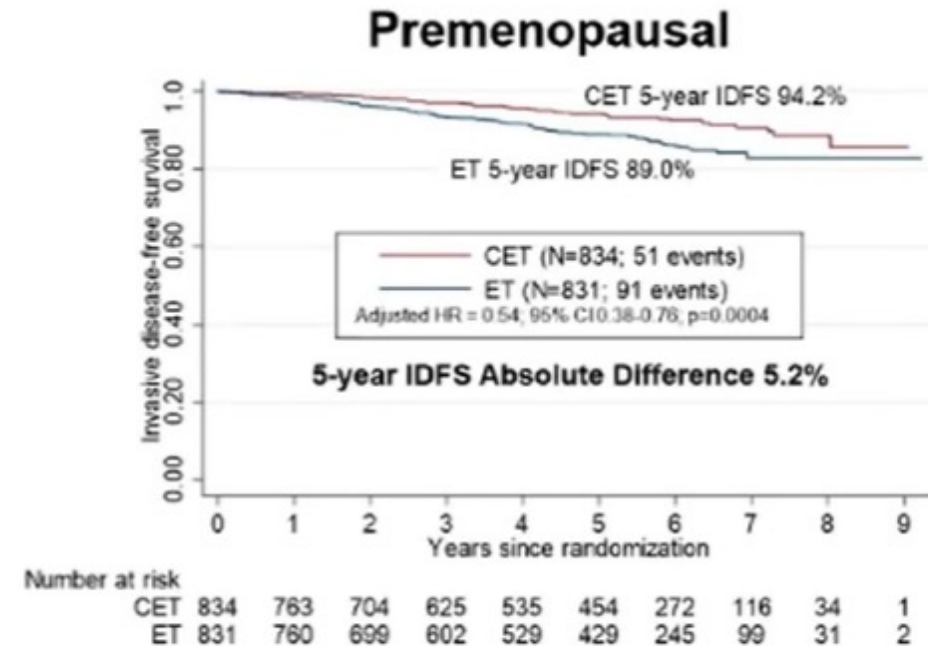 Premenopausal
Invasive disease-free survival
1.0
0.80
0.60
0.40
0.20
0.00
CET 5-year IDFS 94.2%
ET 5-year IDFS 89.0%
CET (N=834; 51 events)
ET (N=831; 91 events)
Adjusted HR = 0.54; 95% CI 0.38-0.76; p=0.0004
5-year IDFS Absolute Difference 5.2%
0 1 2 3 4 5 6 7 8 9
Years since randomization
Number at risk
CET 834 763 704 625 535 454 272 116 34 1
ET 831 760 699 602 529 429 245 99 31 2